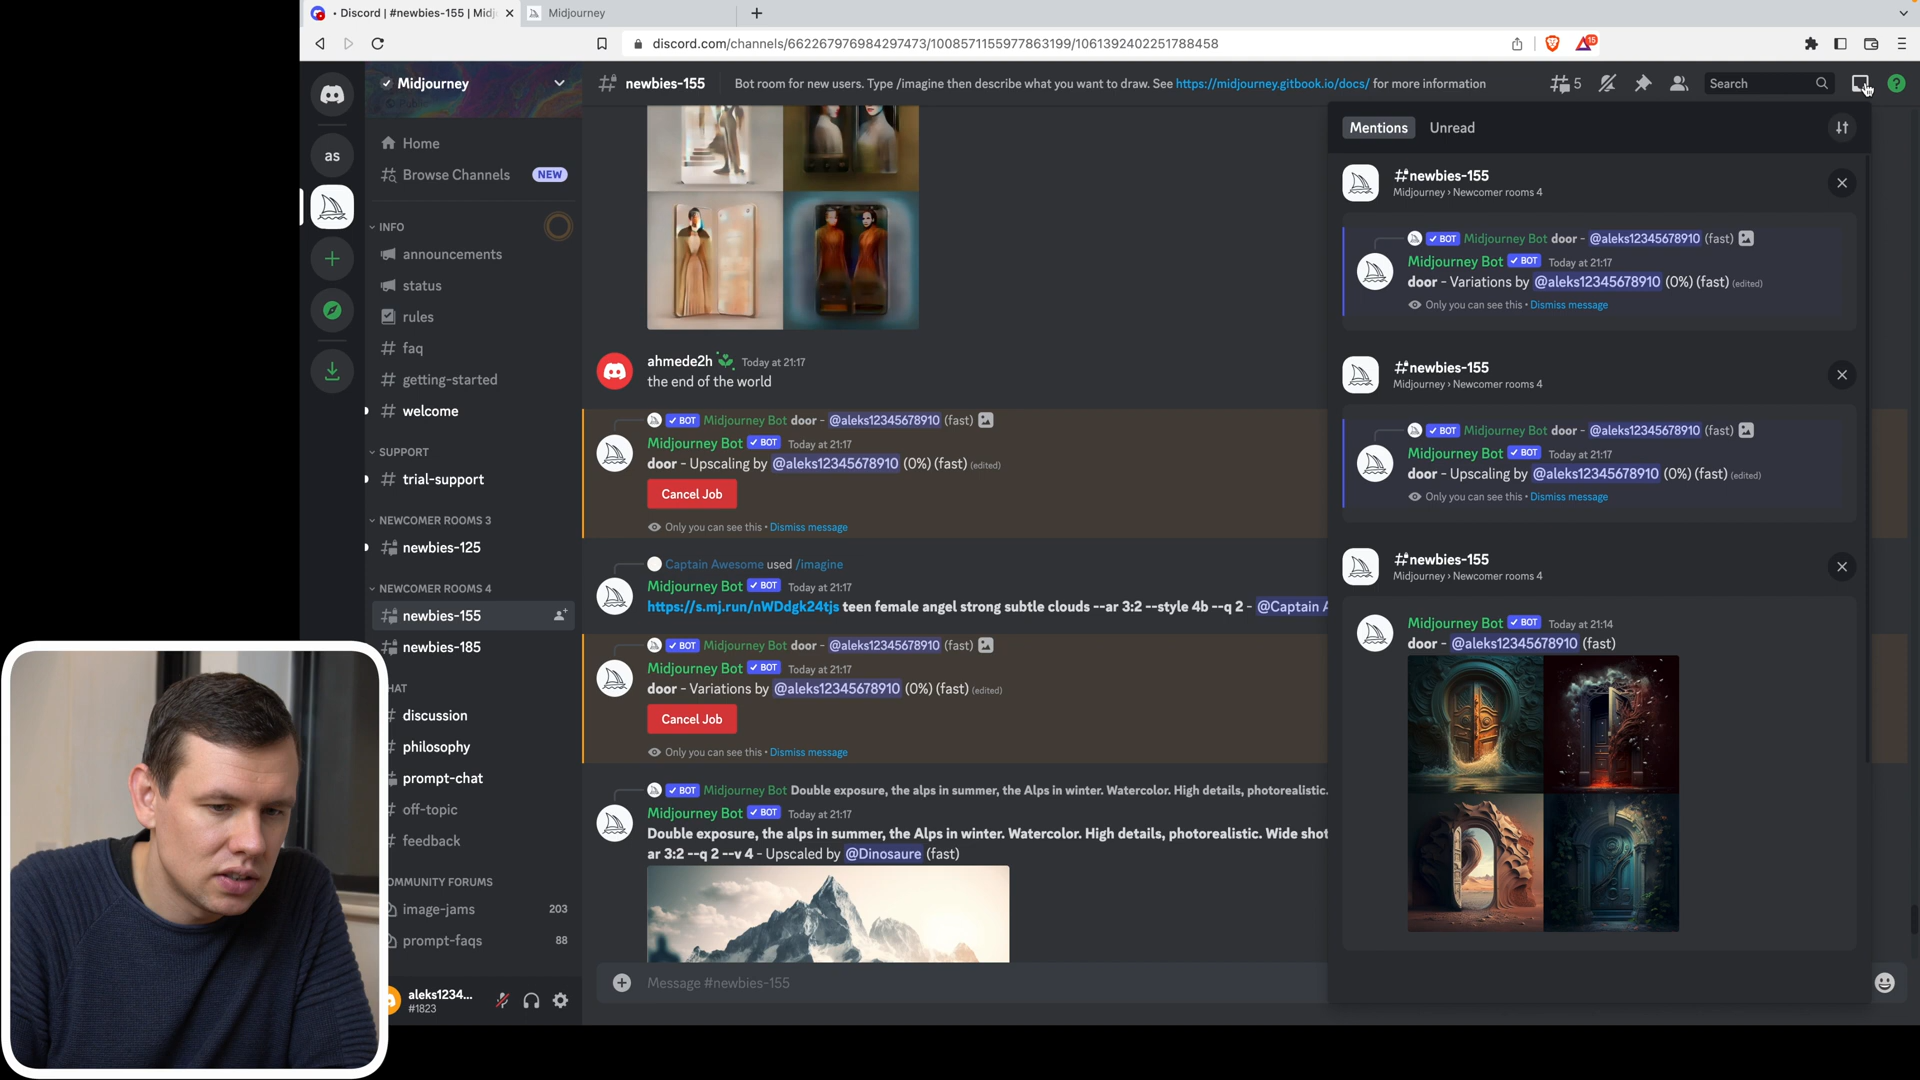 Discord | #newbies-155 | Midj
Midjourney
discord.com/channels/662267976984297473/1008571155977863199/1061392402251788458
15
Midjourney
newbies-155
Bot room for new users. Type /imagine then describe what you want to draw. See https://midjourney.gitbook.io/docs/ for more information
5
Search
as
Home
Browse Channels
NEW
INFO
announcements
status
rules
faq
getting-started
welcome
SUPPORT
trial-support
NEWCOMER ROOMS 3
newbies-125
NEWCOMER ROOMS 4
newbies-155
newbies-185
HAT
discussion
philosophy
prompt-chat
off-topic
feedback
OMMUNITY FORUMS
image-jams 203
prompt-faqs 88
aleks1234...
#1823
ahmede2h Today at 21:17
the end of the world
BOT Midjourney Bot door - @aleks12345678910 (fast)
Midjourney Bot BOT Today at 21:17
door - Upscaling by @aleks12345678910 (0%) (fast) (edited)
Cancel Job
Only you can see this • Dismiss message
Captain Awesome used /imagine
Midjourney Bot BOT Today at 21:17
https://s.mj.run/nWDdgk24tjs teen female angel strong subtle clouds --ar 3:2 --style 4b --q 2 - @Captain A
BOT Midjourney Bot door - @aleks12345678910 (fast)
Midjourney Bot BOT Today at 21:17
door - Variations by @aleks12345678910 (0%) (fast) (edited)
Cancel Job
Only you can see this • Dismiss message
BOT Midjourney Bot Double exposure, the alps in summer, the Alps in winter. Watercolor. High details, photorealistic.
Midjourney Bot BOT Today at 21:17
Double exposure, the alps in summer, the Alps in winter. Watercolor. High details, photorealistic. Wide shot
ar 3:2 --q 2 --v 4 - Upscaled by @Dinosaure (fast)
Message #newbies-155
Mentions
Unread
#newbies-155
Midjourney › Newcomer rooms 4
BOT Midjourney Bot door - @aleks12345678910 (fast)
Midjourney Bot BOT Today at 21:17
door - Variations by @aleks12345678910 (0%) (fast) (edited)
Only you can see this • Dismiss message
#newbies-155
Midjourney › Newcomer rooms 4
BOT Midjourney Bot door - @aleks12345678910 (fast)
Midjourney Bot BOT Today at 21:17
door - Upscaling by @aleks12345678910 (0%) (fast) (edited)
Only you can see this • Dismiss message
#newbies-155
Midjourney › Newcomer rooms 4
Midjourney Bot BOT Today at 21:14
door - @aleks12345678910 (fast)